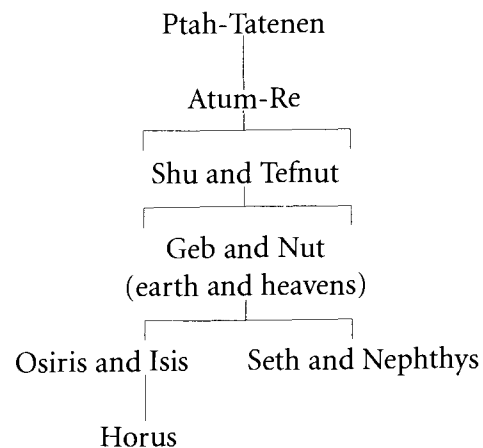 Ptah-Tatenen
Atum-Re
Shu and Tefnut
Geb and Nut
(earth and heavens)
Osiris and Isis Seth and Nephthys
Horus